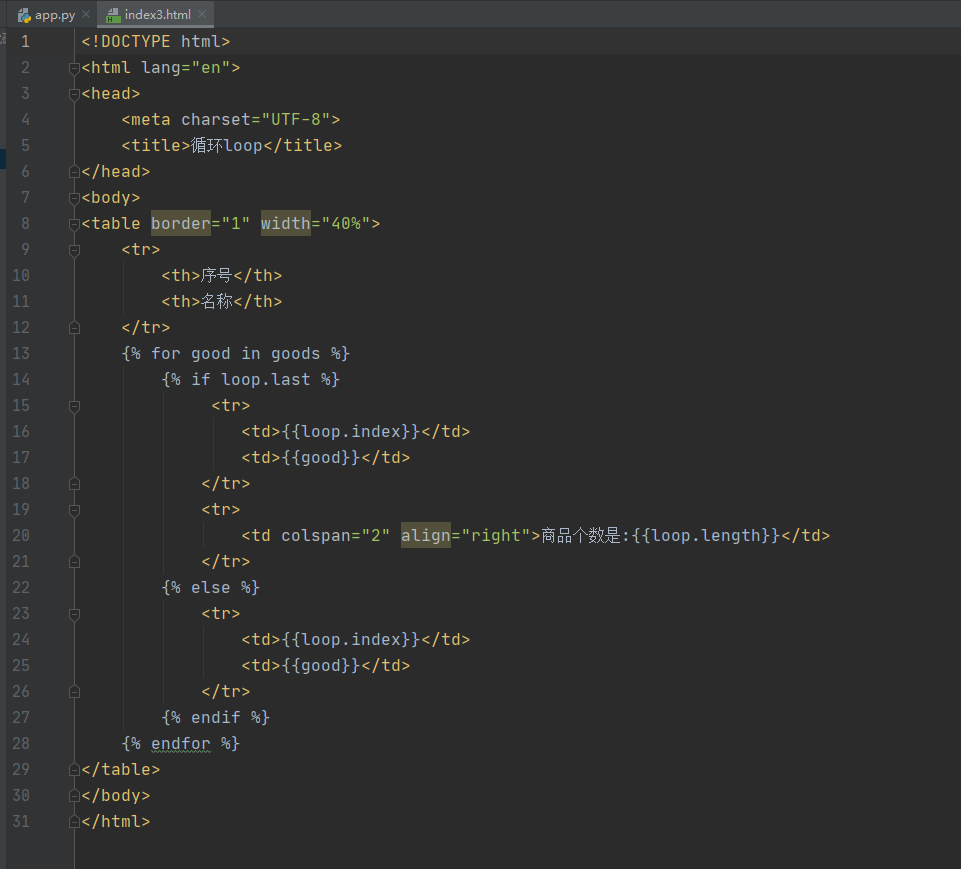 app.py
index3.html
1 <!DOCTYPE html>
2 <html lang="en">
3 <head>
4     <meta charset="UTF-8">
5     <title>循环loop</title>
6 </head>
7 <body>
8 <table border="1" width="40%">
9     <tr>
10         <th>序号</th>
11         <th>名称</th>
12     </tr>
13     {% for good in goods %}
14         {% if loop.last %}
15              <tr>
16                 <td>{{loop.index}}</td>
17                 <td>{{good}}</td>
18             </tr>
19             <tr>
20                 <td colspan="2" align="right">商品个数是:{{loop.length}}</td>
21             </tr>
22         {% else %}
23             <tr>
24                 <td>{{loop.index}}</td>
25                 <td>{{good}}</td>
26             </tr>
27         {% endif %}
28     {% endfor %}
29 </table>
30 </body>
31 </html>